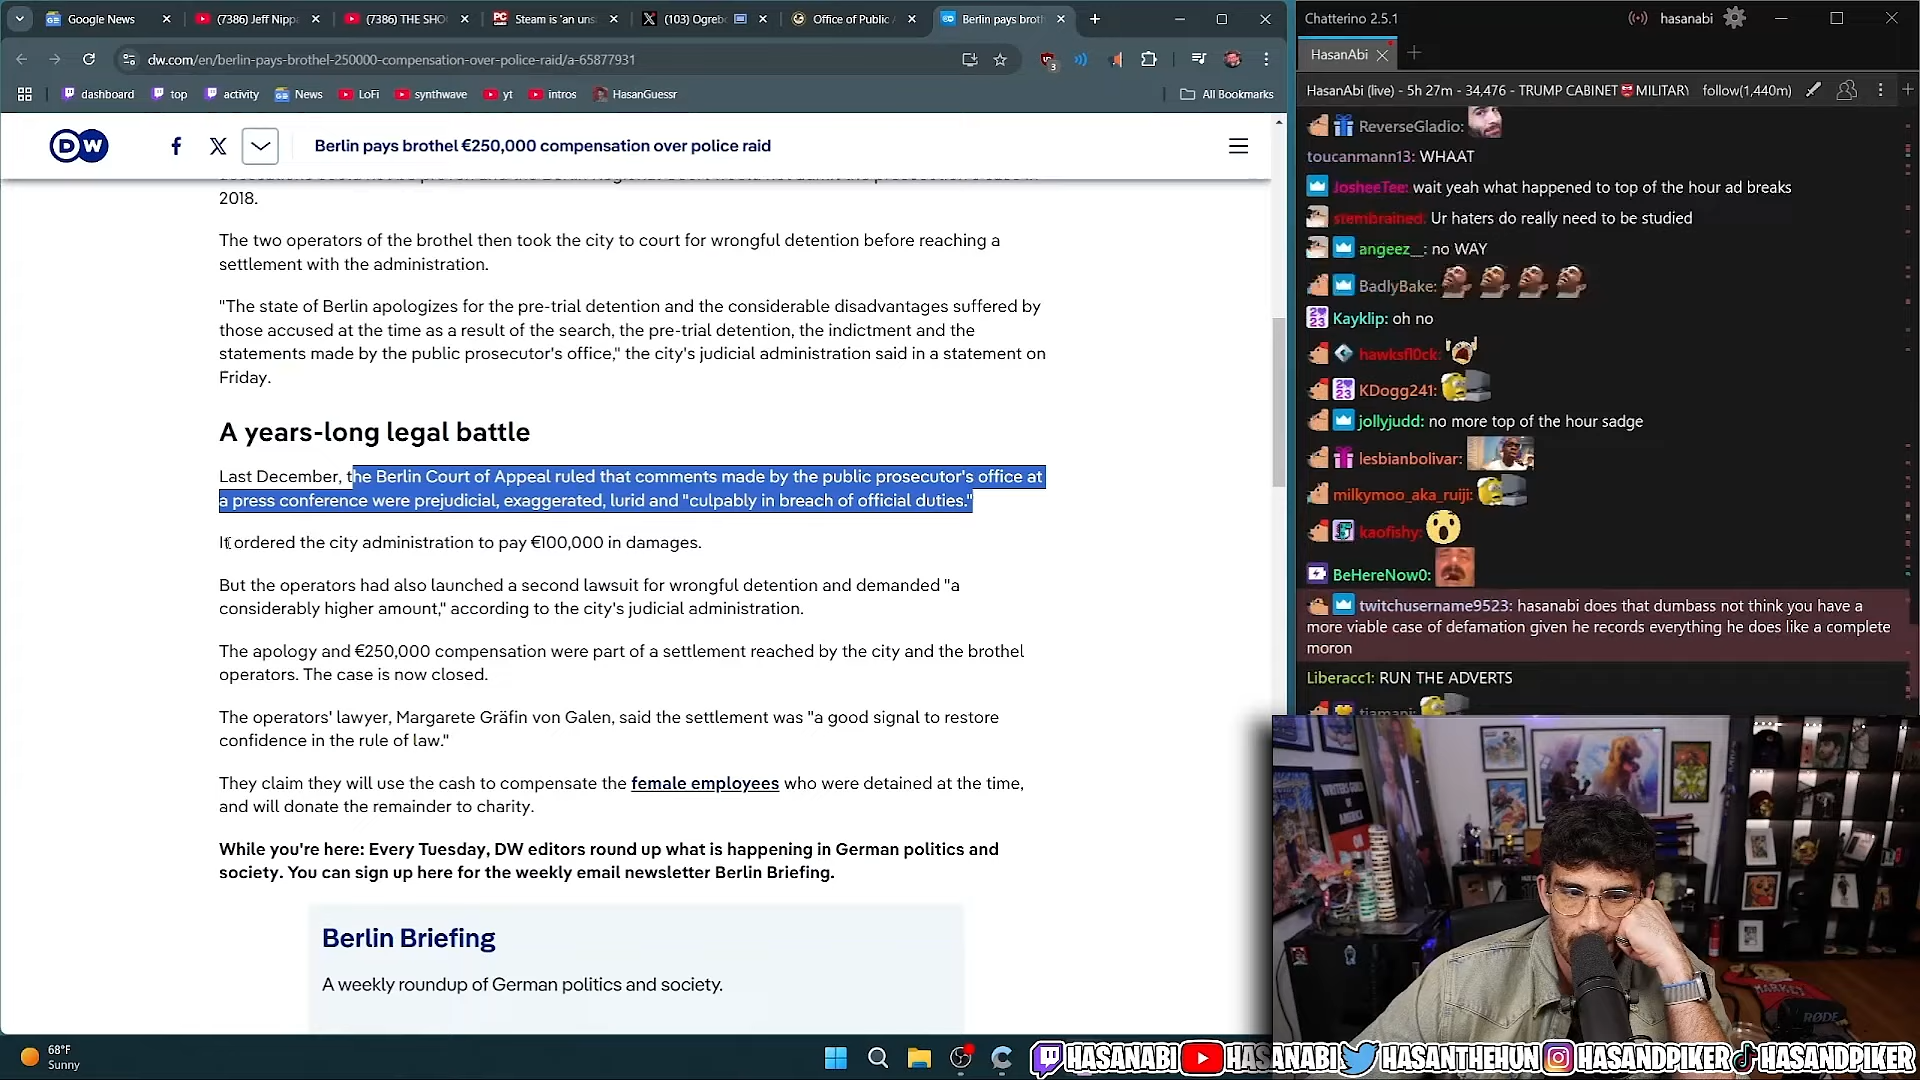 Google News
(7386) Jeff Nippa
(7386) THE SHO
Steam is 'an uns
(103) Ogreb
Office of Public
Berlin pays broth
dw.com/en/berlin-pays-brothel-250000-compensation-over-police-raid/a-65877931
3
dashboard
top
activity
News
LoFi
synthwave
yt
intros
HasanGuessr
All Bookmarks
DW
Berlin pays brothel €250,000 compensation over police raid
2018.
The two operators of the brothel then took the city to court for wrongful detention before reaching a
settlement with the administration.
"The state of Berlin apologizes for the pre-trial detention and the considerable disadvantages suffered by
those accused at the time as a result of the search, the pre-trial detention, the indictment and the
statements made by the public prosecutor's office," the city's judicial administration said in a statement on
Friday.
A years-long legal battle
Last December, the Berlin Court of Appeal ruled that comments made by the public prosecutor's office at
a press conference were prejudicial, exaggerated, lurid and "culpably in breach of official duties."
It ordered the city administration to pay €100,000 in damages.
But the operators had also launched a second lawsuit for wrongful detention and demanded "a
considerably higher amount," according to the city's judicial administration.
The apology and €250,000 compensation were part of a settlement reached by the city and the brothel
operators. The case is now closed.
The operators' lawyer, Margarete Gräfin von Galen, said the settlement was "a good signal to restore
confidence in the rule of law."
They claim they will use the cash to compensate the female employees who were detained at the time,
and will donate the remainder to charity.
While you're here: Every Tuesday, DW editors round up what is happening in German politics and
society. You can sign up here for the weekly email newsletter Berlin Briefing.
Berlin Briefing
A weekly roundup of German politics and society.
68°F
Sunny
Chatterino 2.5.1
hasanabi
HasanAbi
HasanAbi (live) - 5h 27m - 34,476 - TRUMP CABINET MILITARY
follow(1,440m)
ReverseGladio:
toucanmann13: WHAAT
JosheeTee: wait yeah what happened to top of the hour ad breaks
stembrained: Ur haters do really need to be studied
angeez__: no WAY
BadlyBake:
Kayklip: oh no
hawksfl0ck:
KDogg241:
jollyjudd: no more top of the hour sadge
lesbianbolivar:
milkymoo_aka_ruiji:
kaofishy:
BeHereNow0:
twitchusername9523: hasanabi does that dumbass not think you have a
more viable case of defamation given he records everything he does like a complete
moron
Liberacc1: RUN THE ADVERTS
tiamani:
MARKET
RØDE
HASANABI
HASANABI
HASANTHEHUN
HASANDPIKER
HASANDPIKER